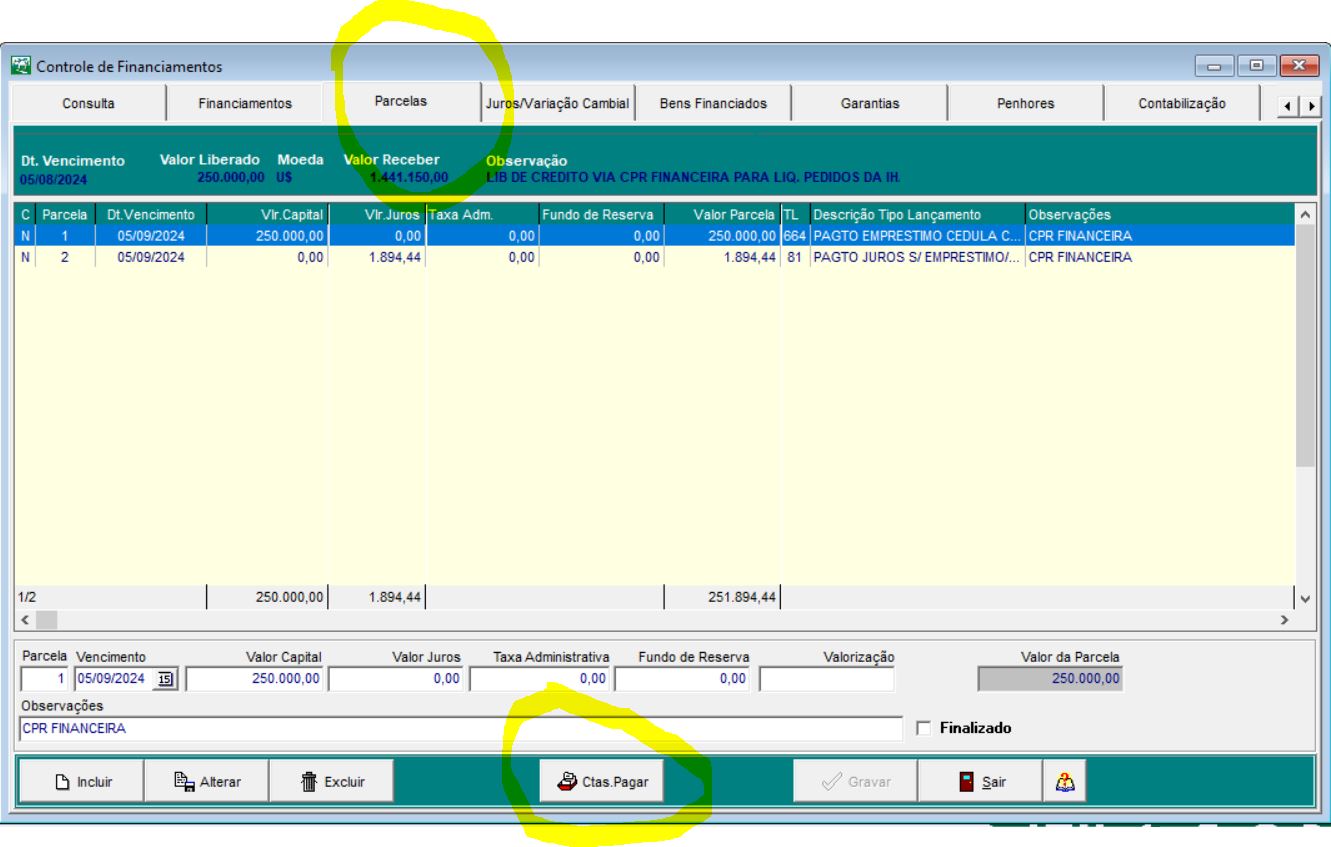 Controle de Financiamentos
Consulta Financiamentos Parcelas Juros/Variação Cambial Bens Financiados Garantias Penhores Contabilização
Dt. Vencimento Valor Liberado Moeda Valor Receber Observação
05/08/2024 250.000,00 U$ 1.441.150,00 LIB DE CREDITO VIA CPR FINANCEIRA PARA LIQ. PEDIDOS DA IH.
C Parcela Dt.Vencimento Vlr.Capital Vlr.Juros Taxa Adm. Fundo de Reserva Valor Parcela TL Descrição Tipo Lançamento Observações
N 1 05/09/2024 250.000,00 0,00 0,00 0,00 250.000,00 664 PAGTO EMPRESTIMO CEDULA C... CPR FINANCEIRA
N 2 05/09/2024 0,00 1.894,44 0,00 0,00 1.894,44 81 PAGTO JUROS S/ EMPRESTIMO/... CPR FINANCEIRA
1/2 250.000,00 1.894,44 251.894,44
Parcela Vencimento Valor Capital Valor Juros Taxa Administrativa Fundo de Reserva Valorização Valor da Parcela
1 05/09/2024 15 250.000,00 0,00 0,00 0,00 250.000,00
Observações
CPR FINANCEIRA Finalizado
Incluir Alterar Excluir Ctas.Pagar Gravar Sair